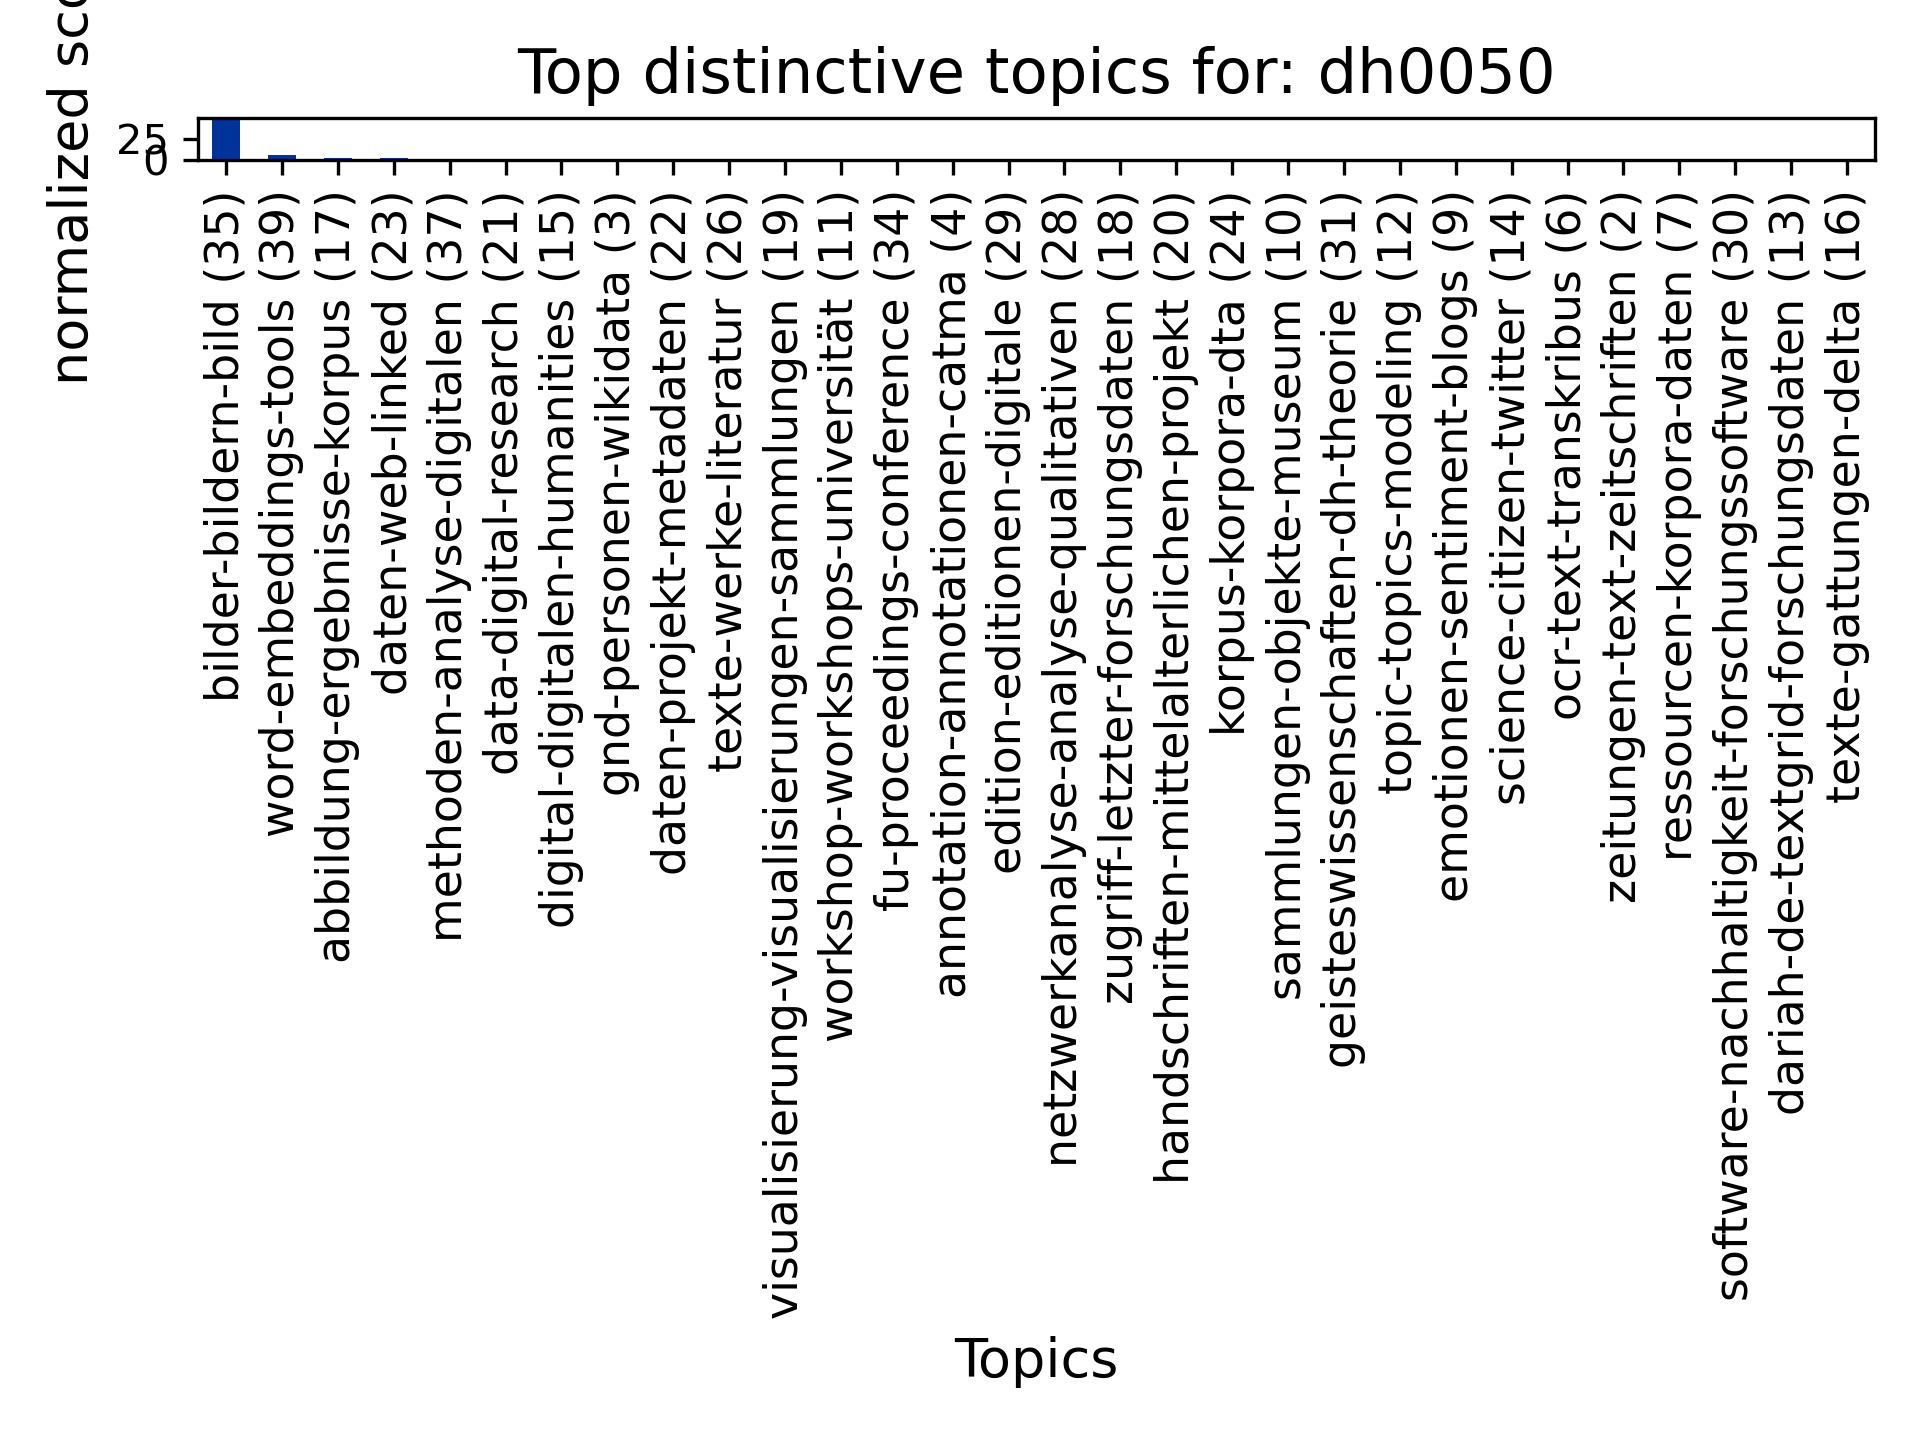 Top distinctive topics for: dh0050
normalized
25
0
bilder-bildern-bild (35)
word-embeddings-tools (39)
abbildung-ergebnisse-korpus (17)
daten-web-linked (23)
methoden-analyse-digitalen (37)
data-digital-research (21)
digital-digitalen-humanities (15)
gnd-personen-wikidata (3)
daten-projekt-metadaten (22)
texte-werke-literatur (26)
visualisierung-visualisierungen-sammlungen (19)
workshop-workshops-universität (11)
fu-proceedings-conference (34)
annotation-annotationen-catma (4)
edition-editionen-digitale (29)
netzwerkanalyse-analyse-qualitativen (28)
zugriff-letzter-forschungsdaten (18)
handschriften-mittelalterlichen-projekt (20)
korpus-korpora-dta (24)
sammlungen-objekte-museum (10)
geisteswissenschaften-dh-theorie (31)
topic-topics-modeling (12)
emotionen-sentiment-blogs (9)
science-citizen-twitter (14)
ocr-text-transkribus (6)
zeitungen-text-zeitschriften (2)
ressourcen-korpora-daten (7)
software-nachhaltigkeit-forschungssoftware (30)
dariah-de-textgrid-forschungsdaten (13)
texte-gattungen-delta (16)
Topics